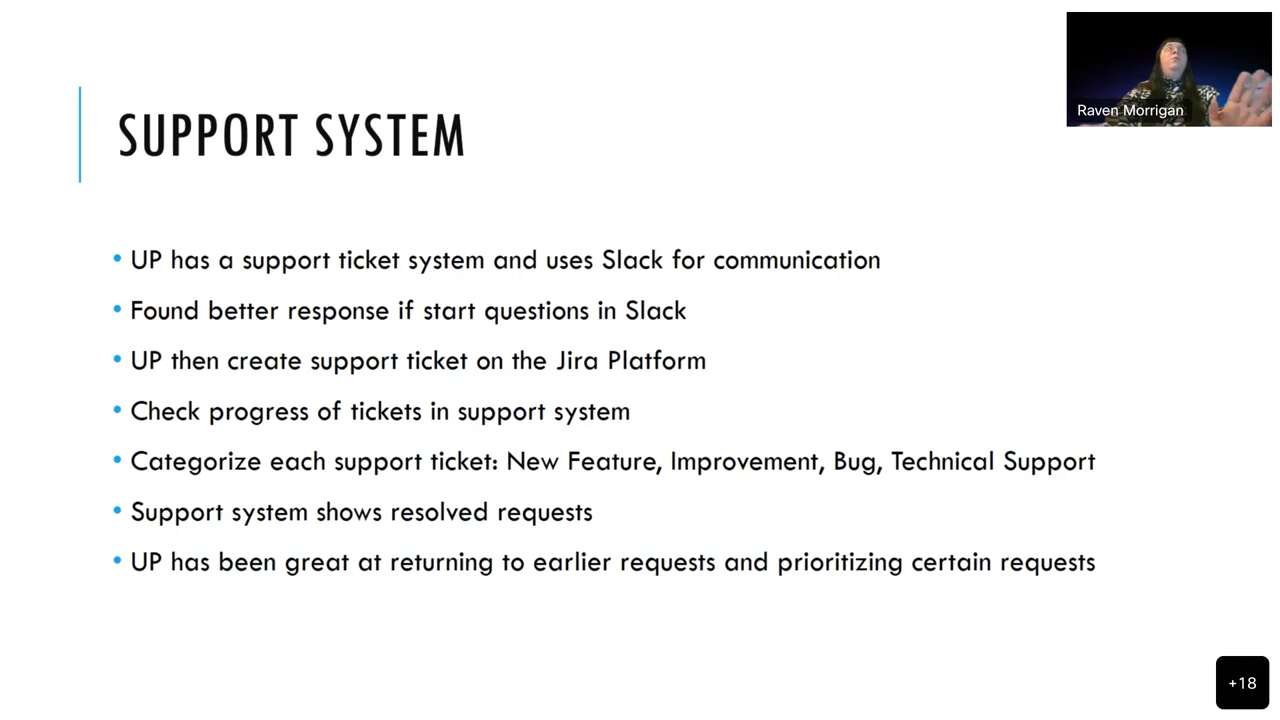 Raven Morrigan
SUPPORT SYSTEM
• UP has a support ticket system and uses Slack for communication
• Found better response if start questions in Slack
• UP then create support ticket on the Jira Platform
• Check progress of tickets in support system
• Categorize each support ticket: New Feature, Improvement, Bug, Technical Support
• Support system shows resolved requests
• UP has been great at returning to earlier requests and prioritizing certain requests
+18